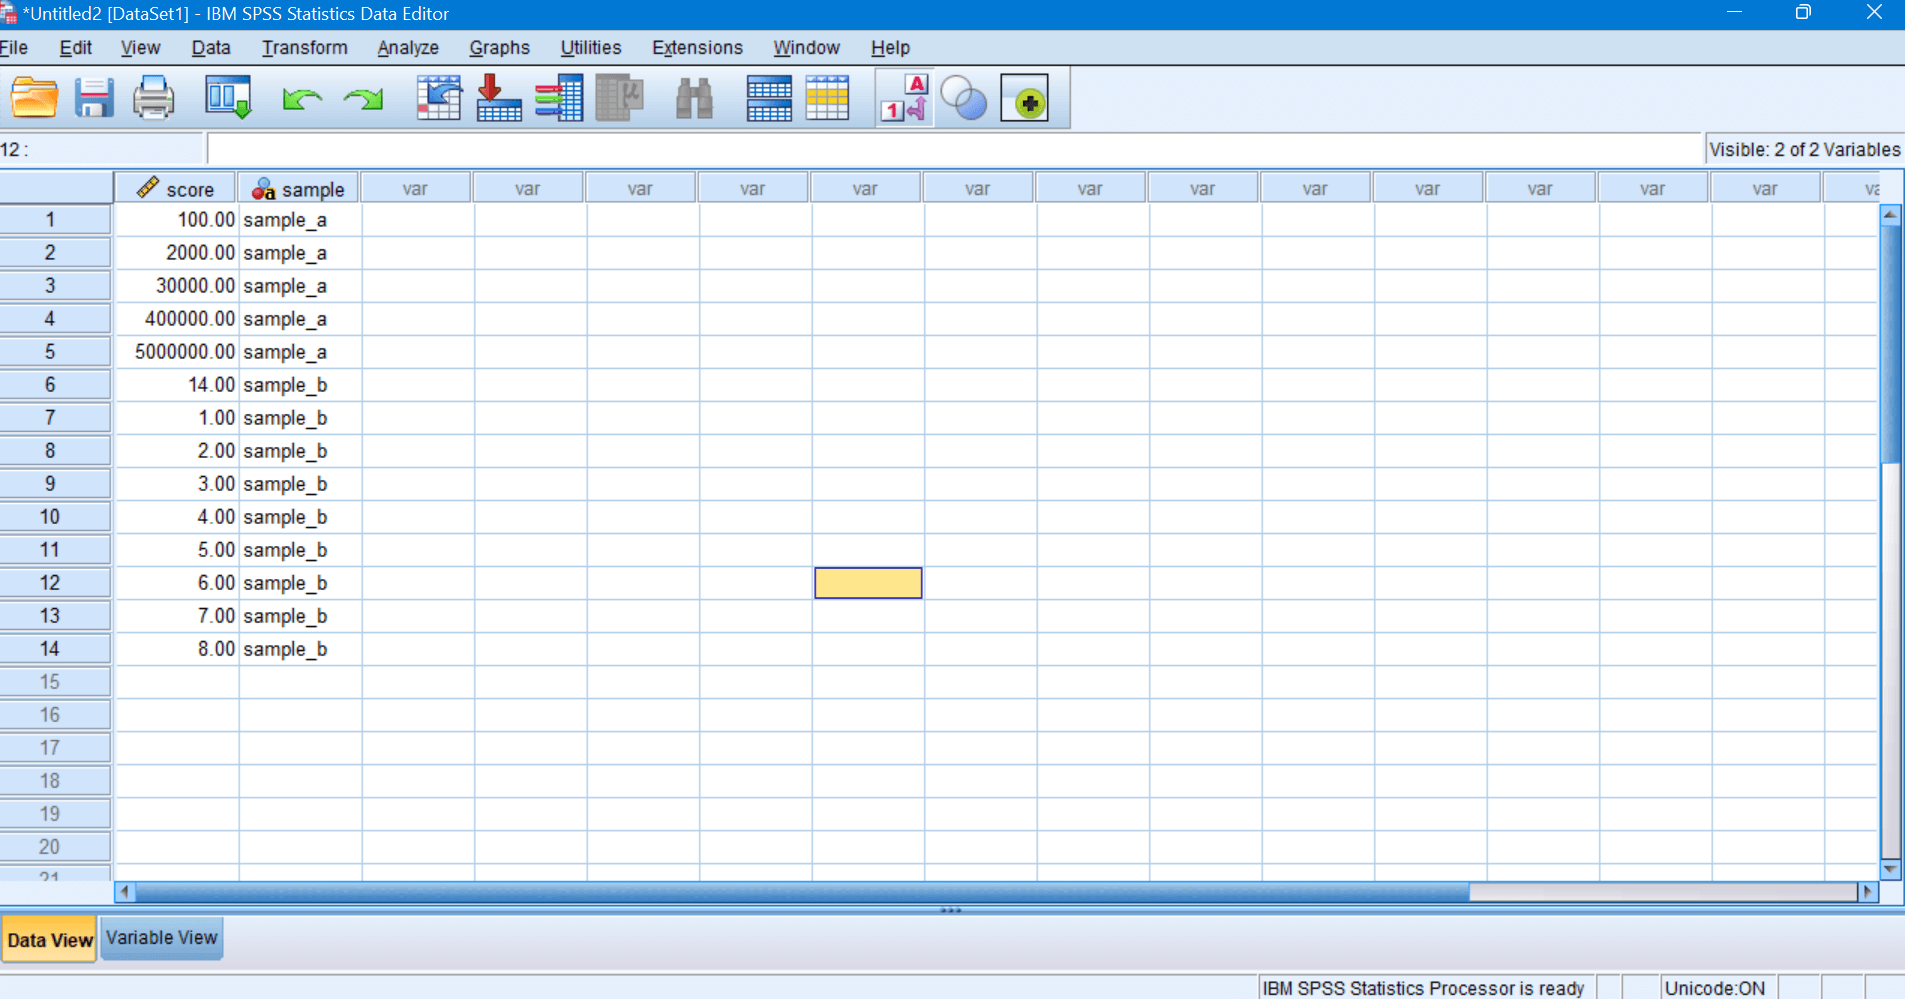 *Untitled2 [DataSet1] - IBM SPSS Statistics Data Editor
File Edit View Data Transform Analyze Graphs Utilities Extensions Window Help
A
1
µ
12 :
Visible: 2 of 2 Variables
score sample var var var var var var var var var var var var var va
1 100.00 sample_a
2 2000.00 sample_a
3 30000.00 sample_a
4 400000.00 sample_a
5 5000000.00 sample_a
6 14.00 sample_b
7 1.00 sample_b
8 2.00 sample_b
9 3.00 sample_b
10 4.00 sample_b
11 5.00 sample_b
12 6.00 sample_b
13 7.00 sample_b
14 8.00 sample_b
15
16
17
18
19
20
21
Data View Variable View
IBM SPSS Statistics Processor is ready Unicode:ON